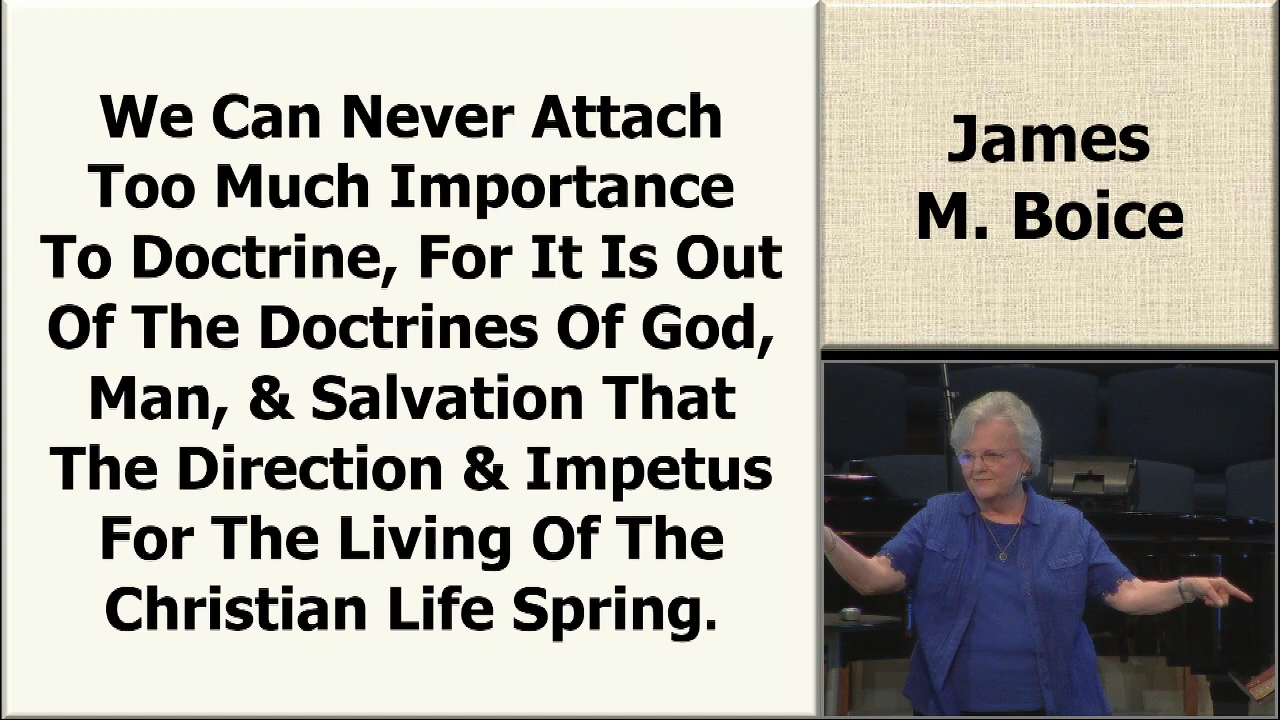 We Can Never Attach
Too Much Importance
To Doctrine, For It Is Out
Of The Doctrines Of God,
Man, & Salvation That
The Direction & Impetus
For The Living Of The
Christian Life Spring.
James
M. Boice